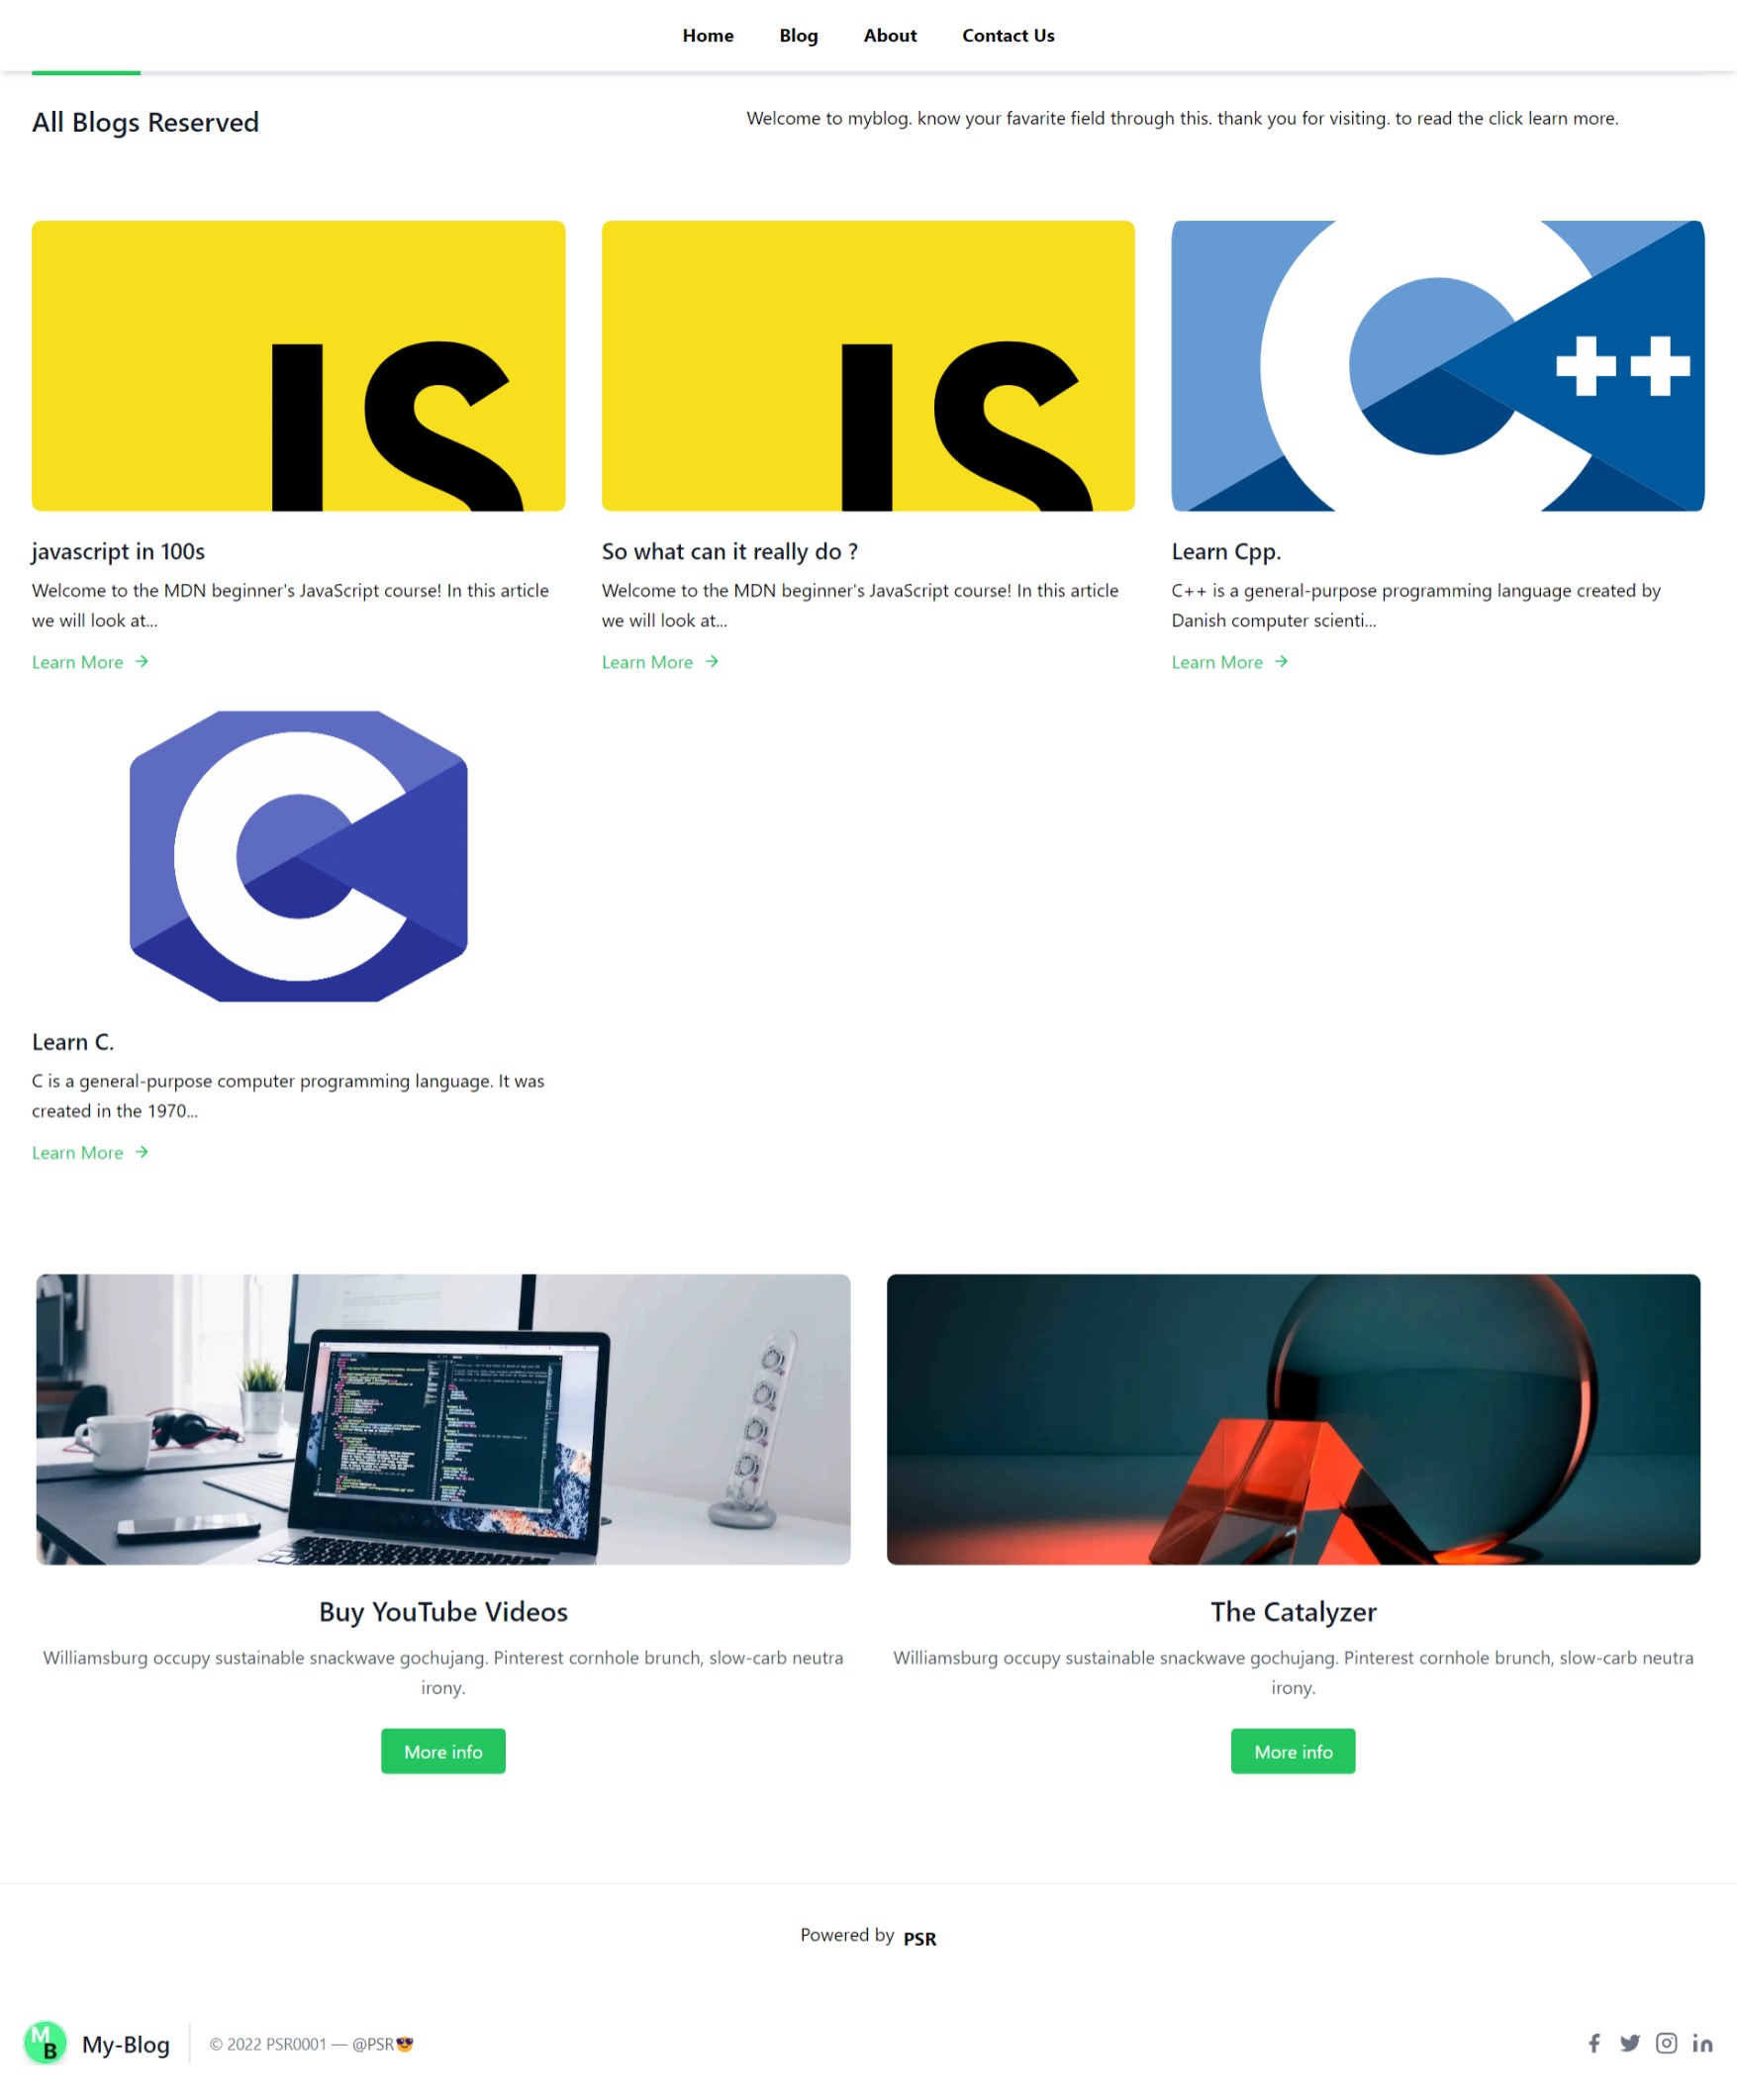 Home Blog About Contact Us
All Blogs Reserved
Welcome to myblog. know your favarite field through this. thank you for visiting. to read the click learn more.
JS
JS
C++
javascript in 100s
Welcome to the MDN beginner's JavaScript course! In this article
we will look at...
Learn More →
So what can it really do ?
Welcome to the MDN beginner's JavaScript course! In this article
we will look at...
Learn More →
Learn Cpp.
C++ is a general-purpose programming language created by
Danish computer scienti...
Learn More →
C
Learn C.
C is a general-purpose computer programming language. It was
created in the 1970...
Learn More →
Buy YouTube Videos
Williamsburg occupy sustainable snackwave gochujang. Pinterest cornhole brunch, slow-carb neutra
irony.
More info
The Catalyzer
Williamsburg occupy sustainable snackwave gochujang. Pinterest cornhole brunch, slow-carb neutra
irony.
More info
Powered by PSR
MB
My-Blog
© 2022 PSR0001 — @PSR😎